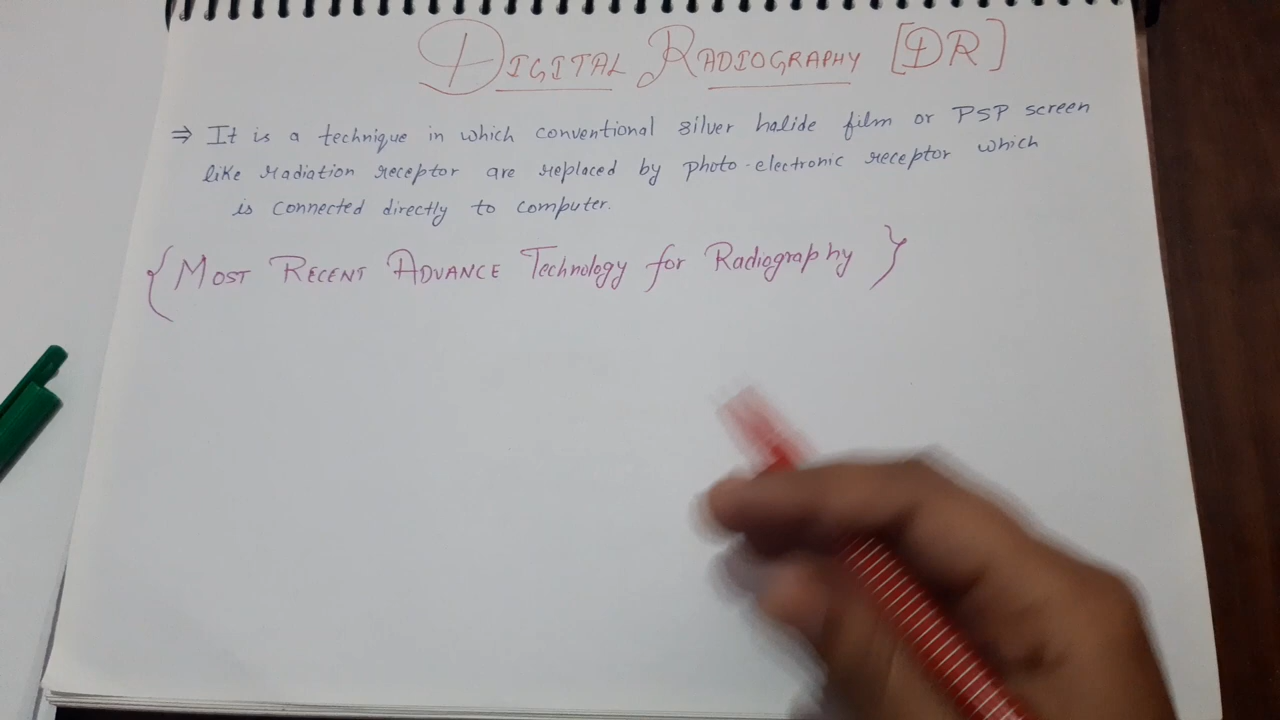 DIGITAL RADIOGRAPHY [DR]
⇒ It is a technique in which conventional silver halide film or PSP screen
like radiation receptor are replaced by photo-electronic receptor which
is connected directly to computer.
{MOST RECENT ADVANCE Technology for Radiography}